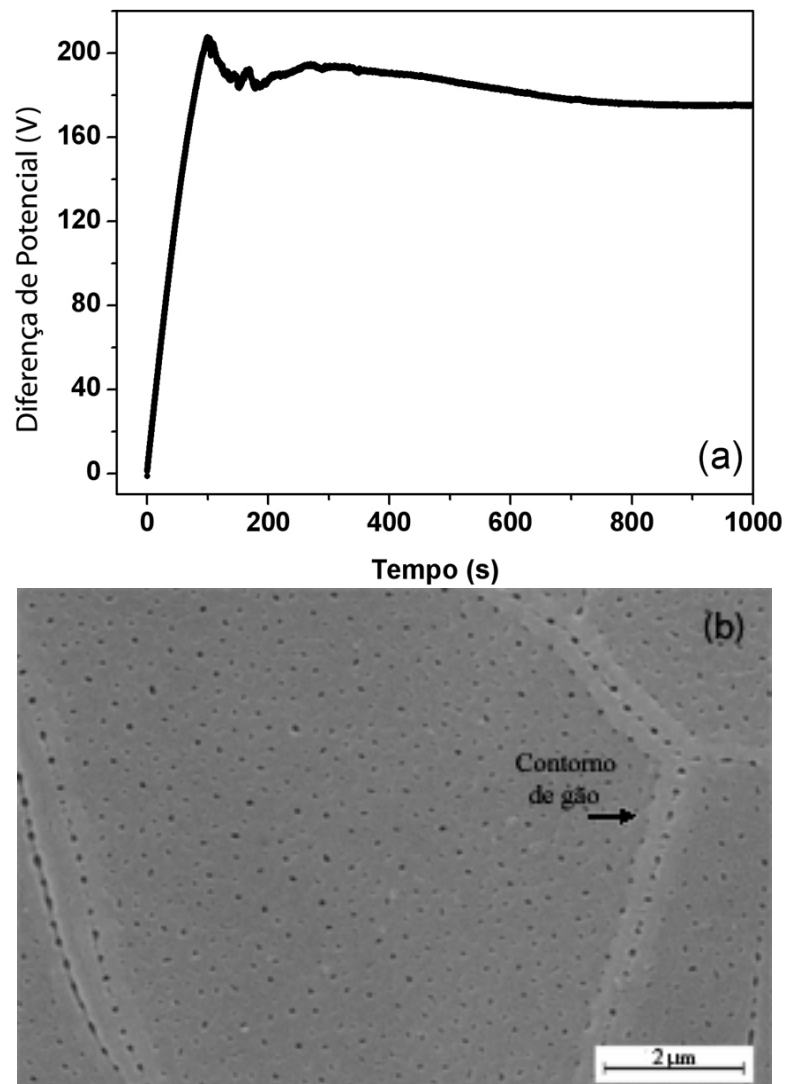 200
160
120
80
40
0
Diferença de Potencial (V)
(a)
0 200 400 600 800 1000
Tempo (s)
(b)
Contorno
de gão
2 µm